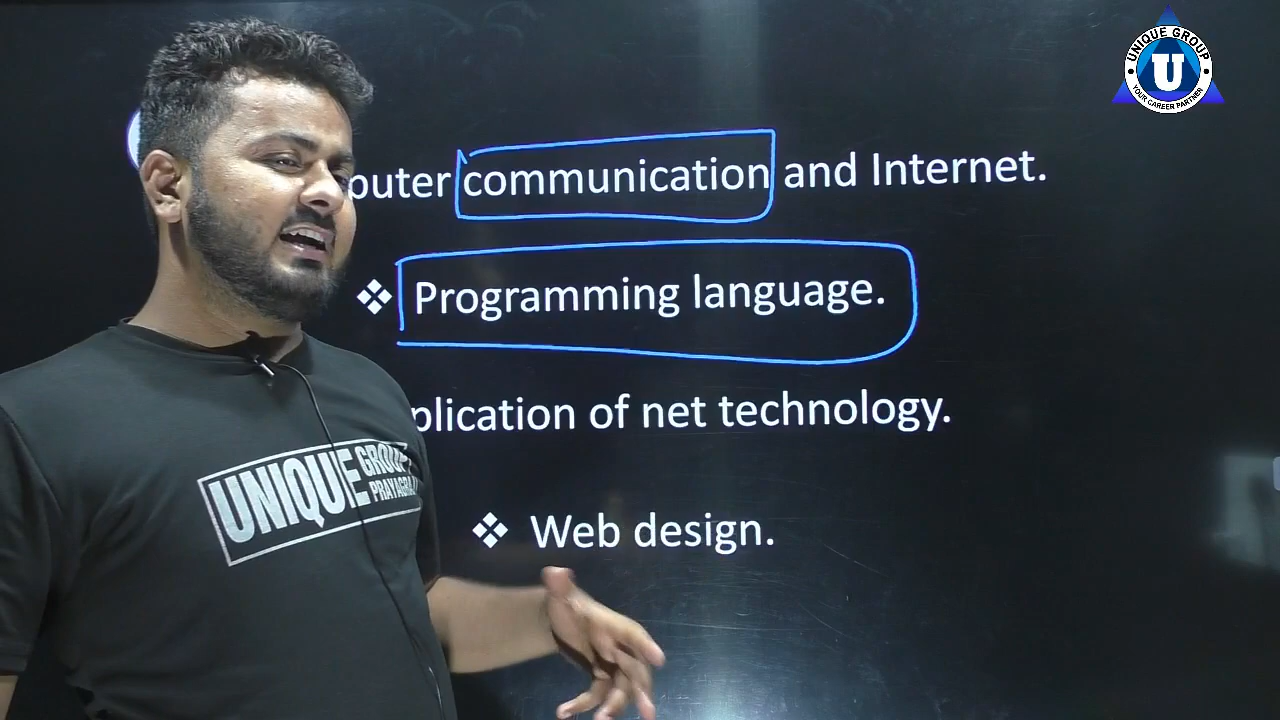 UNIQUE GROUP
U
YOUR CAREER PARTNER
puter communication and Internet.
❖ Programming language.
plication of net technology.
❖ Web design.
UNIQUE GROUP
PRAYAGRAJ